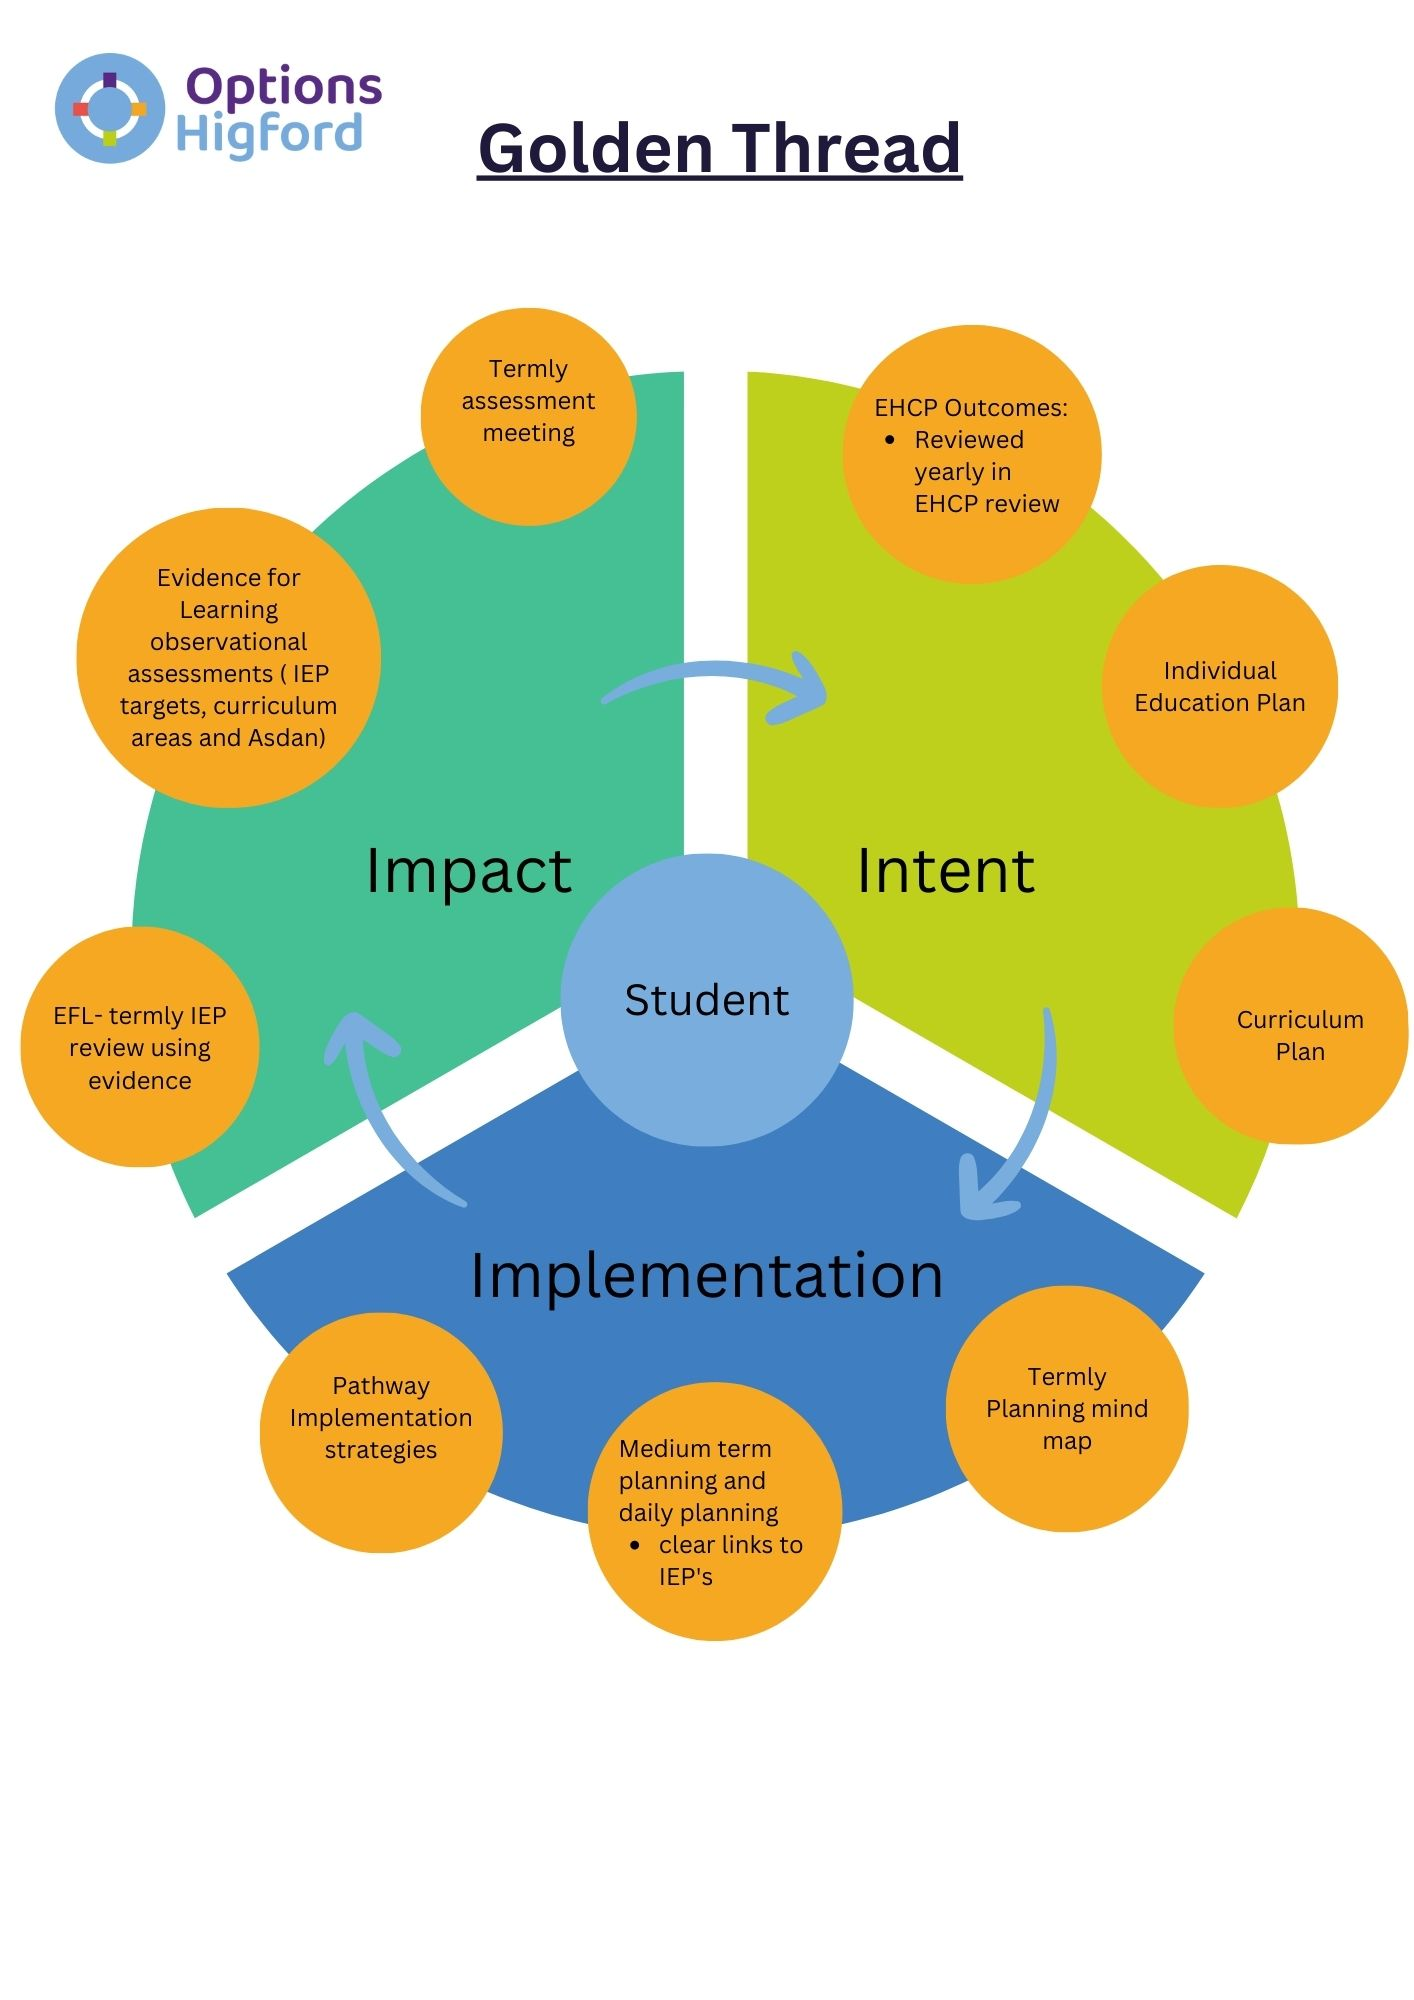 Options
Higford
Golden Thread
Termly
assessment
meeting
EHCP Outcomes:
• Reviewed
yearly in
EHCP review
Evidence for
Learning
observational
assessments ( IEP
targets, curriculum
areas and Asdan)
Individual
Education Plan
Impact
Intent
Student
EFL- termly IEP
review using
evidence
Curriculum
Plan
Implementation
Pathway
Implementation
strategies
Medium term
planning and
daily planning
• clear links to
IEP's
Termly
Planning mind
map